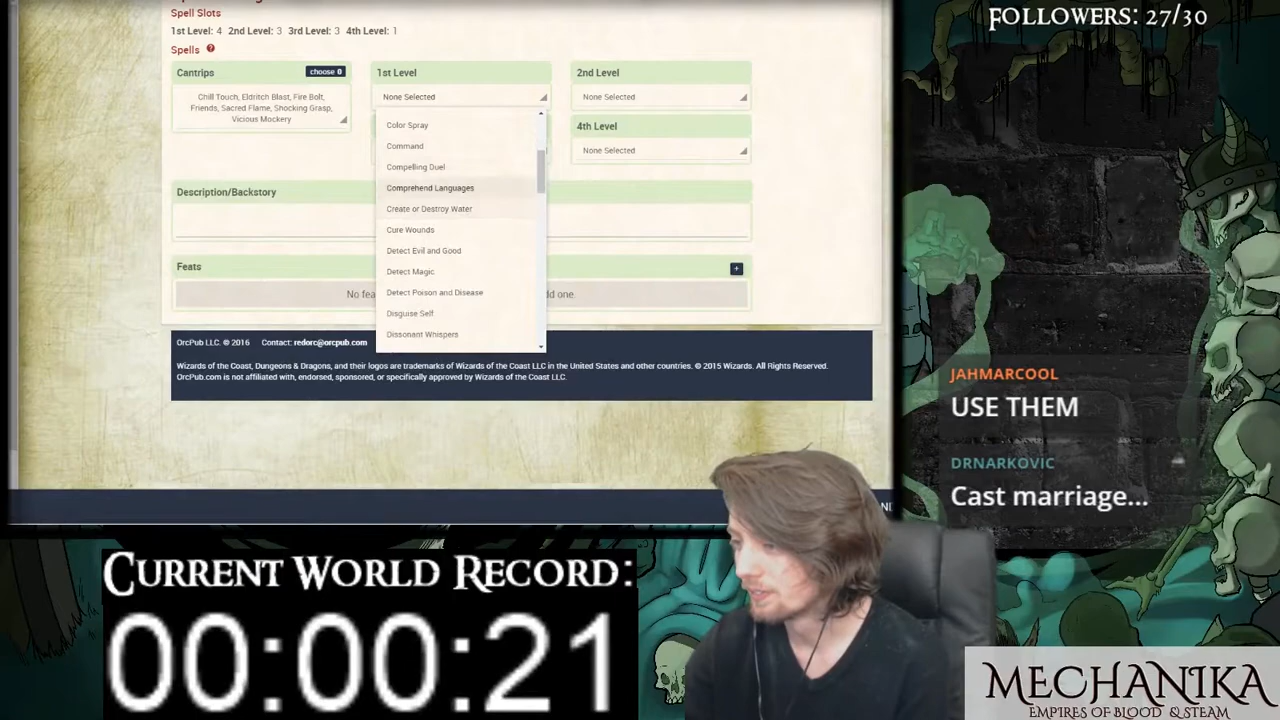 Spell Slots
1st Level: 4 2nd Level: 3 3rd Level: 3 4th Level: 1
Spells ?
Cantrips choose 0
Chill Touch, Eldritch Blast, Fire Bolt,
Friends, Sacred Flame, Shocking Grasp,
Vicious Mockery
1st Level
None Selected
Color Spray
Command
Compelling Duel
Comprehend Languages
Create or Destroy Water
Cure Wounds
Detect Evil and Good
Detect Magic
Detect Poison and Disease
Disguise Self
Dissonant Whispers
2nd Level
None Selected
4th Level
None Selected
Description/Backstory
Feats +
No fea
d one.
OrcPub LLC. © 2016 Contact: redorc@orcpub.com
Wizards of the Coast, Dungeons & Dragons, and their logos are trademarks of Wizards of the Coast LLC in the United States and other countries. © 2015 Wizards. All Rights Reserved.
OrcPub.com is not affiliated with, endorsed, sponsored, or specifically approved by Wizards of the Coast LLC.
FOLLOWERS: 27/30
JAHMARCOOL
USE THEM
DRNARKOVIC
Cast marriage...
CURRENT WORLD RECORD:
00:00:21
MECHANIKA
EMPIRES OF BLOOD & STEAM